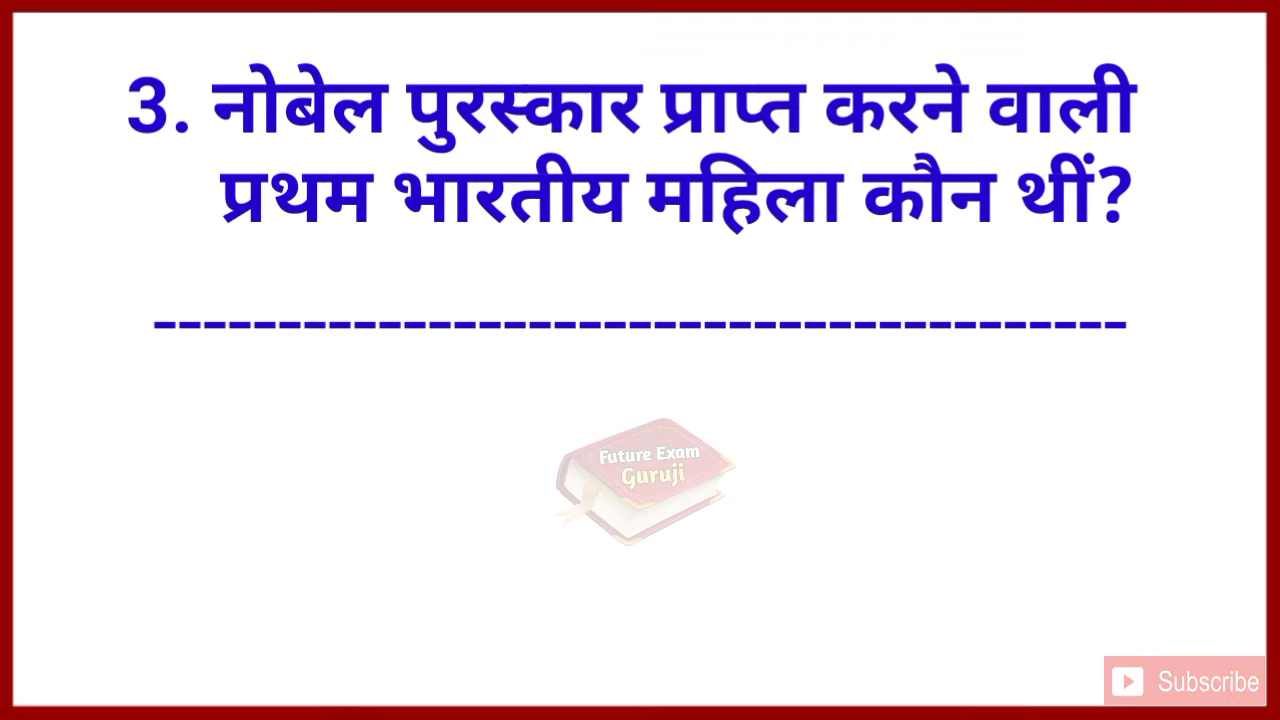 3. नोबेल पुरस्कार प्राप्त करने वाली
प्रथम भारतीय महिला कौन थीं?
---------------------------------------
Future Exam
Guruji
Subscribe